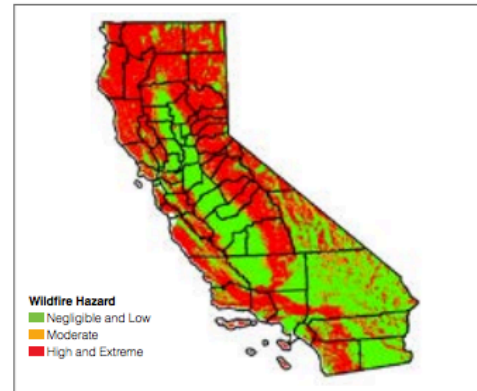 Wildfire Hazard
Negligible and Low
Moderate
High and Extreme